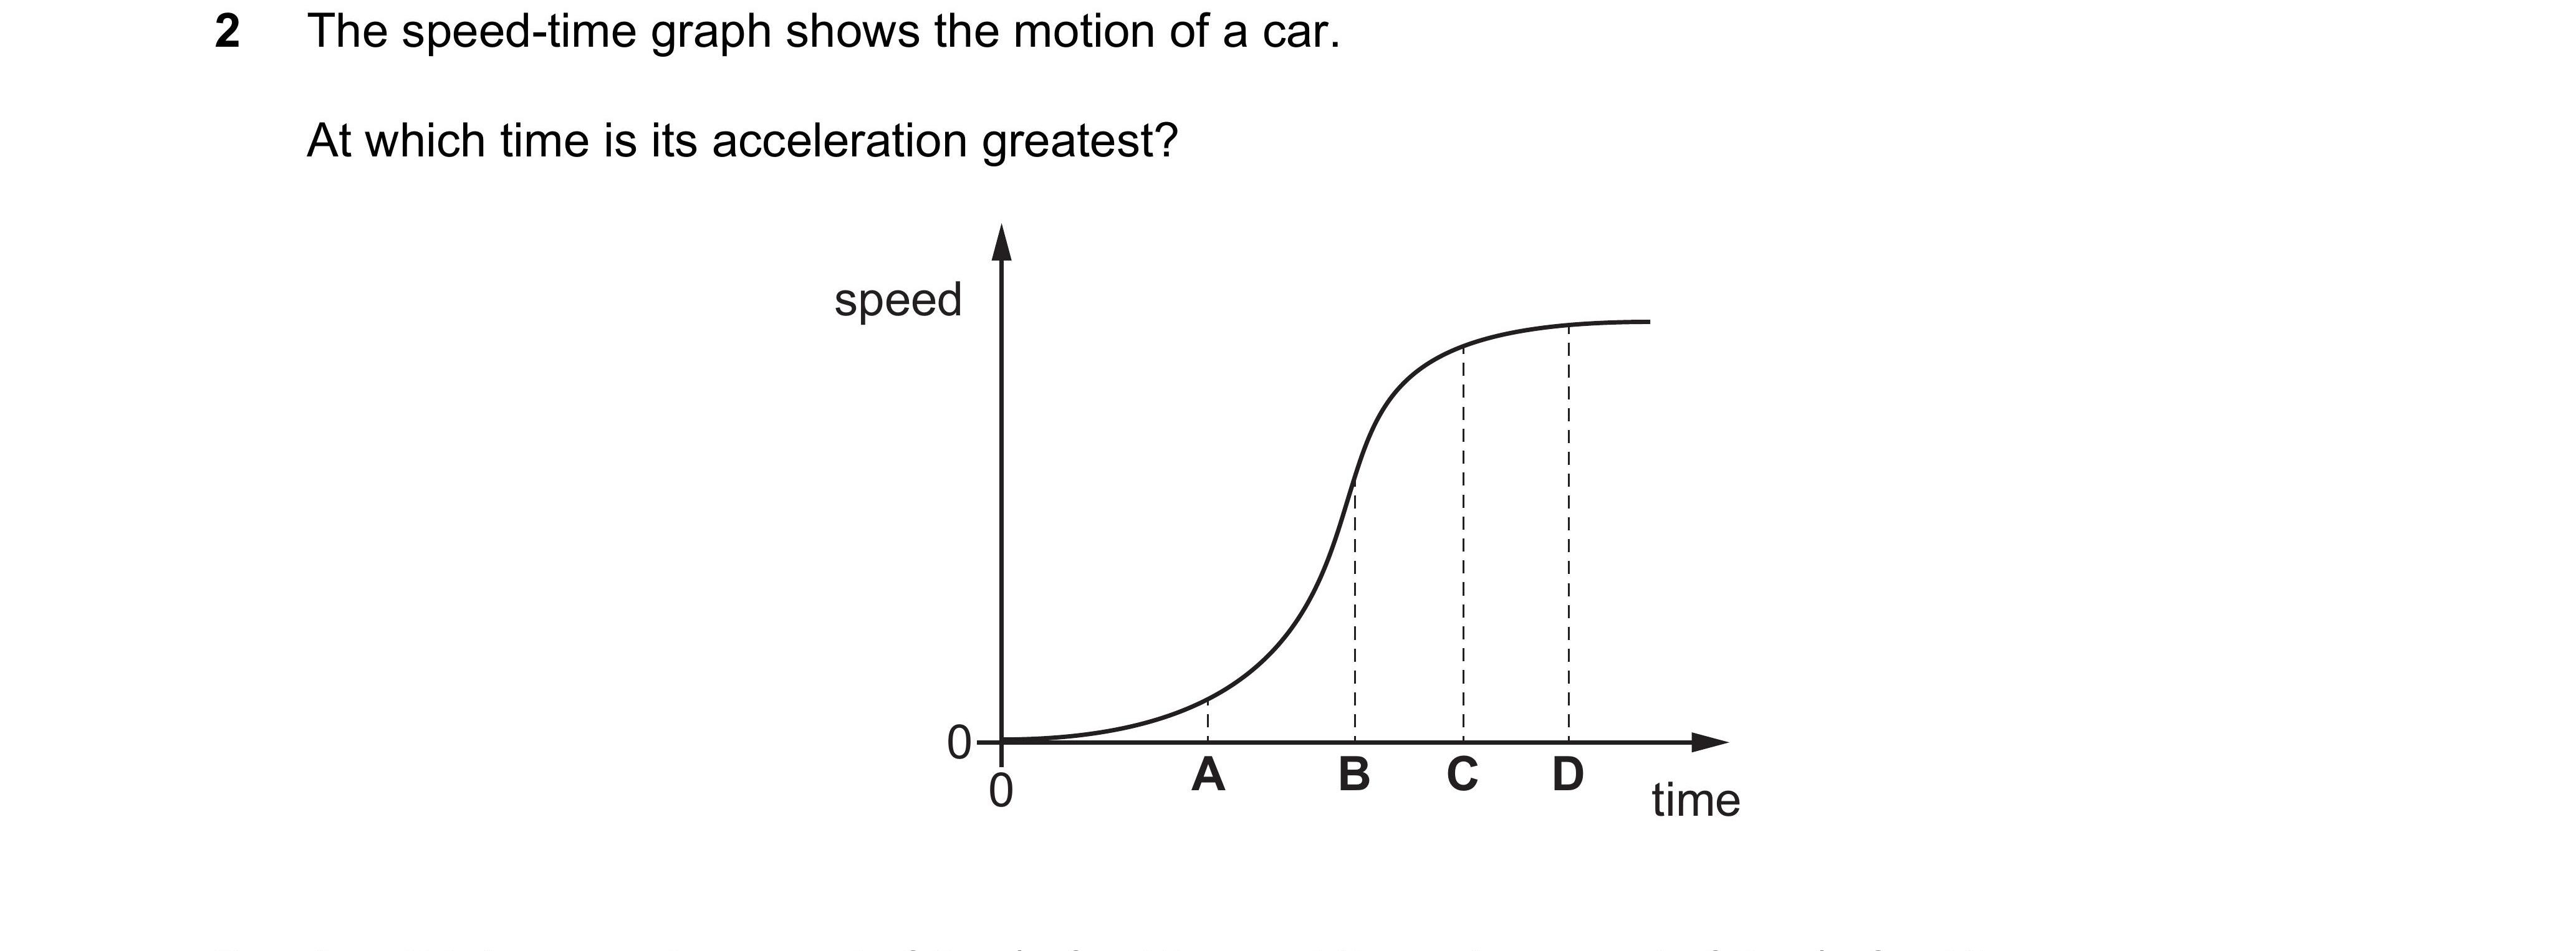 2 The speed-time graph shows the motion of a car.
At which time is its acceleration greatest?
speed
0
0
A B C D
time